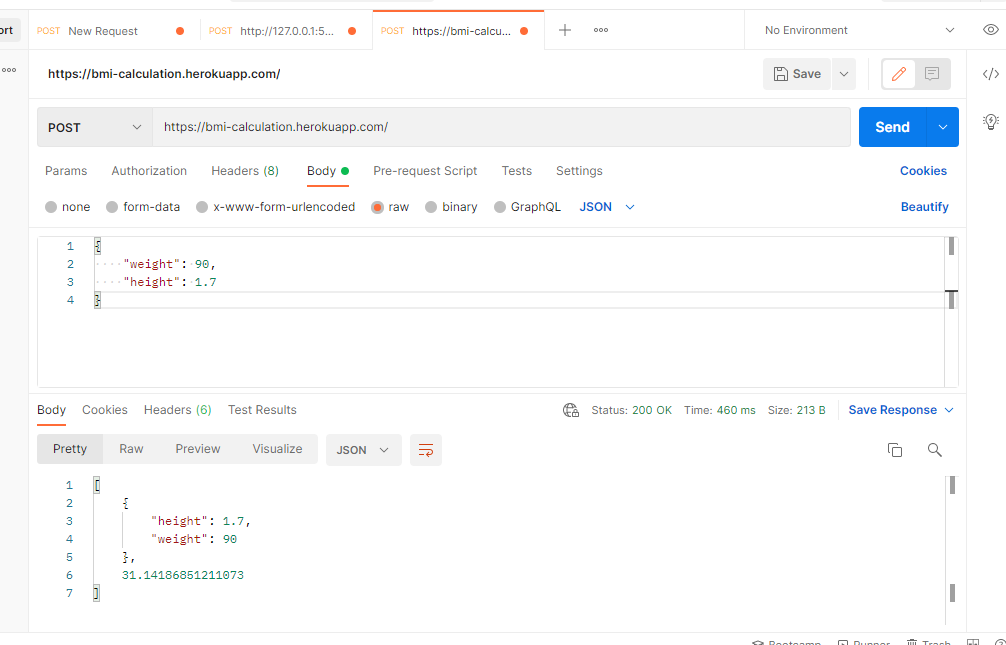 ort POST New Request POST http://127.0.0.1:5... POST https://bmi-calcu... No Environment
https://bmi-calculation.herokuapp.com/ Save
POST https://bmi-calculation.herokuapp.com/ Send
Params Authorization Headers (8) Body Pre-request Script Tests Settings Cookies
none form-data x-www-form-urlencoded raw binary GraphQL JSON Beautify
1 {
2 "weight": 90,
3 "height": 1.7
4 }
Body Cookies Headers (6) Test Results Status: 200 OK Time: 460 ms Size: 213 B Save Response
Pretty Raw Preview Visualize JSON
1 [
2 {
3 "height": 1.7,
4 "weight": 90
5 },
6 31.14186851211073
7 ]
Bootcamp Runner Trash